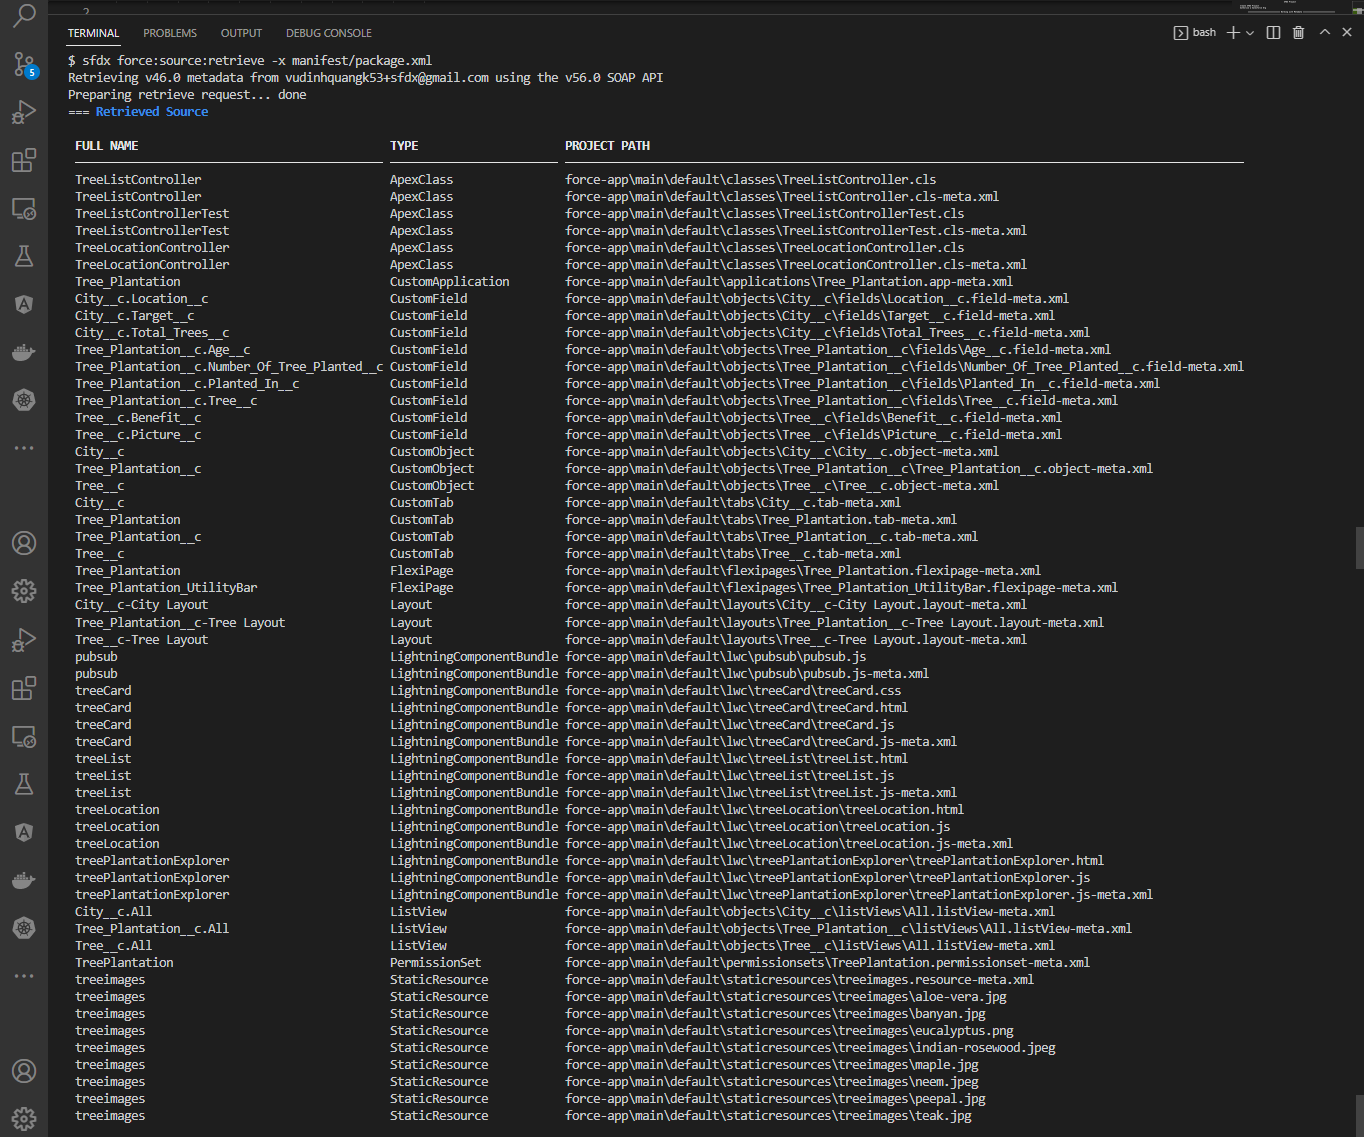 2
TERMINAL PROBLEMS OUTPUT DEBUG CONSOLE bash
$ sfdx force:source:retrieve -x manifest/package.xml
Retrieving v46.0 metadata from vudinhquangk53+sfdx@gmail.com using the v56.0 SOAP API
Preparing retrieve request... done
=== Retrieved Source
FULL NAME TYPE PROJECT PATH
TreeListController ApexClass force-app\main\default\classes\TreeListController.cls
TreeListController ApexClass force-app\main\default\classes\TreeListController.cls-meta.xml
TreeListControllerTest ApexClass force-app\main\default\classes\TreeListControllerTest.cls
TreeListControllerTest ApexClass force-app\main\default\classes\TreeListControllerTest.cls-meta.xml
TreeLocationController ApexClass force-app\main\default\classes\TreeLocationController.cls
TreeLocationController ApexClass force-app\main\default\classes\TreeLocationController.cls-meta.xml
Tree_Plantation CustomApplication force-app\main\default\applications\Tree_Plantation.app-meta.xml
City__c.Location__c CustomField force-app\main\default\objects\City__c\fields\Location__c.field-meta.xml
City__c.Target__c CustomField force-app\main\default\objects\City__c\fields\Target__c.field-meta.xml
City__c.Total_Trees__c CustomField force-app\main\default\objects\City__c\fields\Total_Trees__c.field-meta.xml
Tree_Plantation__c.Age__c CustomField force-app\main\default\objects\Tree_Plantation__c\fields\Age__c.field-meta.xml
Tree_Plantation__c.Number_Of_Tree_Planted__c CustomField force-app\main\default\objects\Tree_Plantation__c\fields\Number_Of_Tree_Planted__c.field-meta.xml
Tree_Plantation__c.Planted_In__c CustomField force-app\main\default\objects\Tree_Plantation__c\fields\Planted_In__c.field-meta.xml
Tree_Plantation__c.Tree__c CustomField force-app\main\default\objects\Tree_Plantation__c\fields\Tree__c.field-meta.xml
Tree__c.Benefit__c CustomField force-app\main\default\objects\Tree__c\fields\Benefit__c.field-meta.xml
Tree__c.Picture__c CustomField force-app\main\default\objects\Tree__c\fields\Picture__c.field-meta.xml
City__c CustomObject force-app\main\default\objects\City__c\City__c.object-meta.xml
Tree_Plantation__c CustomObject force-app\main\default\objects\Tree_Plantation__c\Tree_Plantation__c.object-meta.xml
Tree__c CustomObject force-app\main\default\objects\Tree__c\Tree__c.object-meta.xml
City__c CustomTab force-app\main\default\tabs\City__c.tab-meta.xml
Tree_Plantation CustomTab force-app\main\default\tabs\Tree_Plantation.tab-meta.xml
Tree_Plantation__c CustomTab force-app\main\default\tabs\Tree_Plantation__c.tab-meta.xml
Tree__c CustomTab force-app\main\default\tabs\Tree__c.tab-meta.xml
Tree_Plantation FlexiPage force-app\main\default\flexipages\Tree_Plantation.flexipage-meta.xml
Tree_Plantation_UtilityBar FlexiPage force-app\main\default\flexipages\Tree_Plantation_UtilityBar.flexipage-meta.xml
City__c-City Layout Layout force-app\main\default\layouts\City__c-City Layout.layout-meta.xml
Tree_Plantation__c-Tree Layout Layout force-app\main\default\layouts\Tree_Plantation__c-Tree Layout.layout-meta.xml
Tree__c-Tree Layout Layout force-app\main\default\layouts\Tree__c-Tree Layout.layout-meta.xml
pubsub LightningComponentBundle force-app\main\default\lwc\pubsub\pubsub.js
pubsub LightningComponentBundle force-app\main\default\lwc\pubsub\pubsub.js-meta.xml
treeCard LightningComponentBundle force-app\main\default\lwc\treeCard\treeCard.css
treeCard LightningComponentBundle force-app\main\default\lwc\treeCard\treeCard.html
treeCard LightningComponentBundle force-app\main\default\lwc\treeCard\treeCard.js
treeCard LightningComponentBundle force-app\main\default\lwc\treeCard\treeCard.js-meta.xml
treeList LightningComponentBundle force-app\main\default\lwc\treeList\treeList.html
treeList LightningComponentBundle force-app\main\default\lwc\treeList\treeList.js
treeList LightningComponentBundle force-app\main\default\lwc\treeList\treeList.js-meta.xml
treeLocation LightningComponentBundle force-app\main\default\lwc\treeLocation\treeLocation.html
treeLocation LightningComponentBundle force-app\main\default\lwc\treeLocation\treeLocation.js
treeLocation LightningComponentBundle force-app\main\default\lwc\treeLocation\treeLocation.js-meta.xml
treePlantationExplorer LightningComponentBundle force-app\main\default\lwc\treePlantationExplorer\treePlantationExplorer.html
treePlantationExplorer LightningComponentBundle force-app\main\default\lwc\treePlantationExplorer\treePlantationExplorer.js
treePlantationExplorer LightningComponentBundle force-app\main\default\lwc\treePlantationExplorer\treePlantationExplorer.js-meta.xml
City__c.All ListView force-app\main\default\objects\City__c\listViews\All.listView-meta.xml
Tree_Plantation__c.All ListView force-app\main\default\objects\Tree_Plantation__c\listViews\All.listView-meta.xml
Tree__c.All ListView force-app\main\default\objects\Tree__c\listViews\All.listView-meta.xml
TreePlantation PermissionSet force-app\main\default\permissionsets\TreePlantation.permissionset-meta.xml
treeimages StaticResource force-app\main\default\staticresources\treeimages.resource-meta.xml
treeimages StaticResource force-app\main\default\staticresources\treeimages\aloe-vera.jpg
treeimages StaticResource force-app\main\default\staticresources\treeimages\banyan.jpg
treeimages StaticResource force-app\main\default\staticresources\treeimages\eucalyptus.png
treeimages StaticResource force-app\main\default\staticresources\treeimages\indian-rosewood.jpeg
treeimages StaticResource force-app\main\default\staticresources\treeimages\maple.jpg
treeimages StaticResource force-app\main\default\staticresources\treeimages\neem.jpeg
treeimages StaticResource force-app\main\default\staticresources\treeimages\peepal.jpg
treeimages StaticResource force-app\main\default\staticresources\treeimages\teak.jpg
5